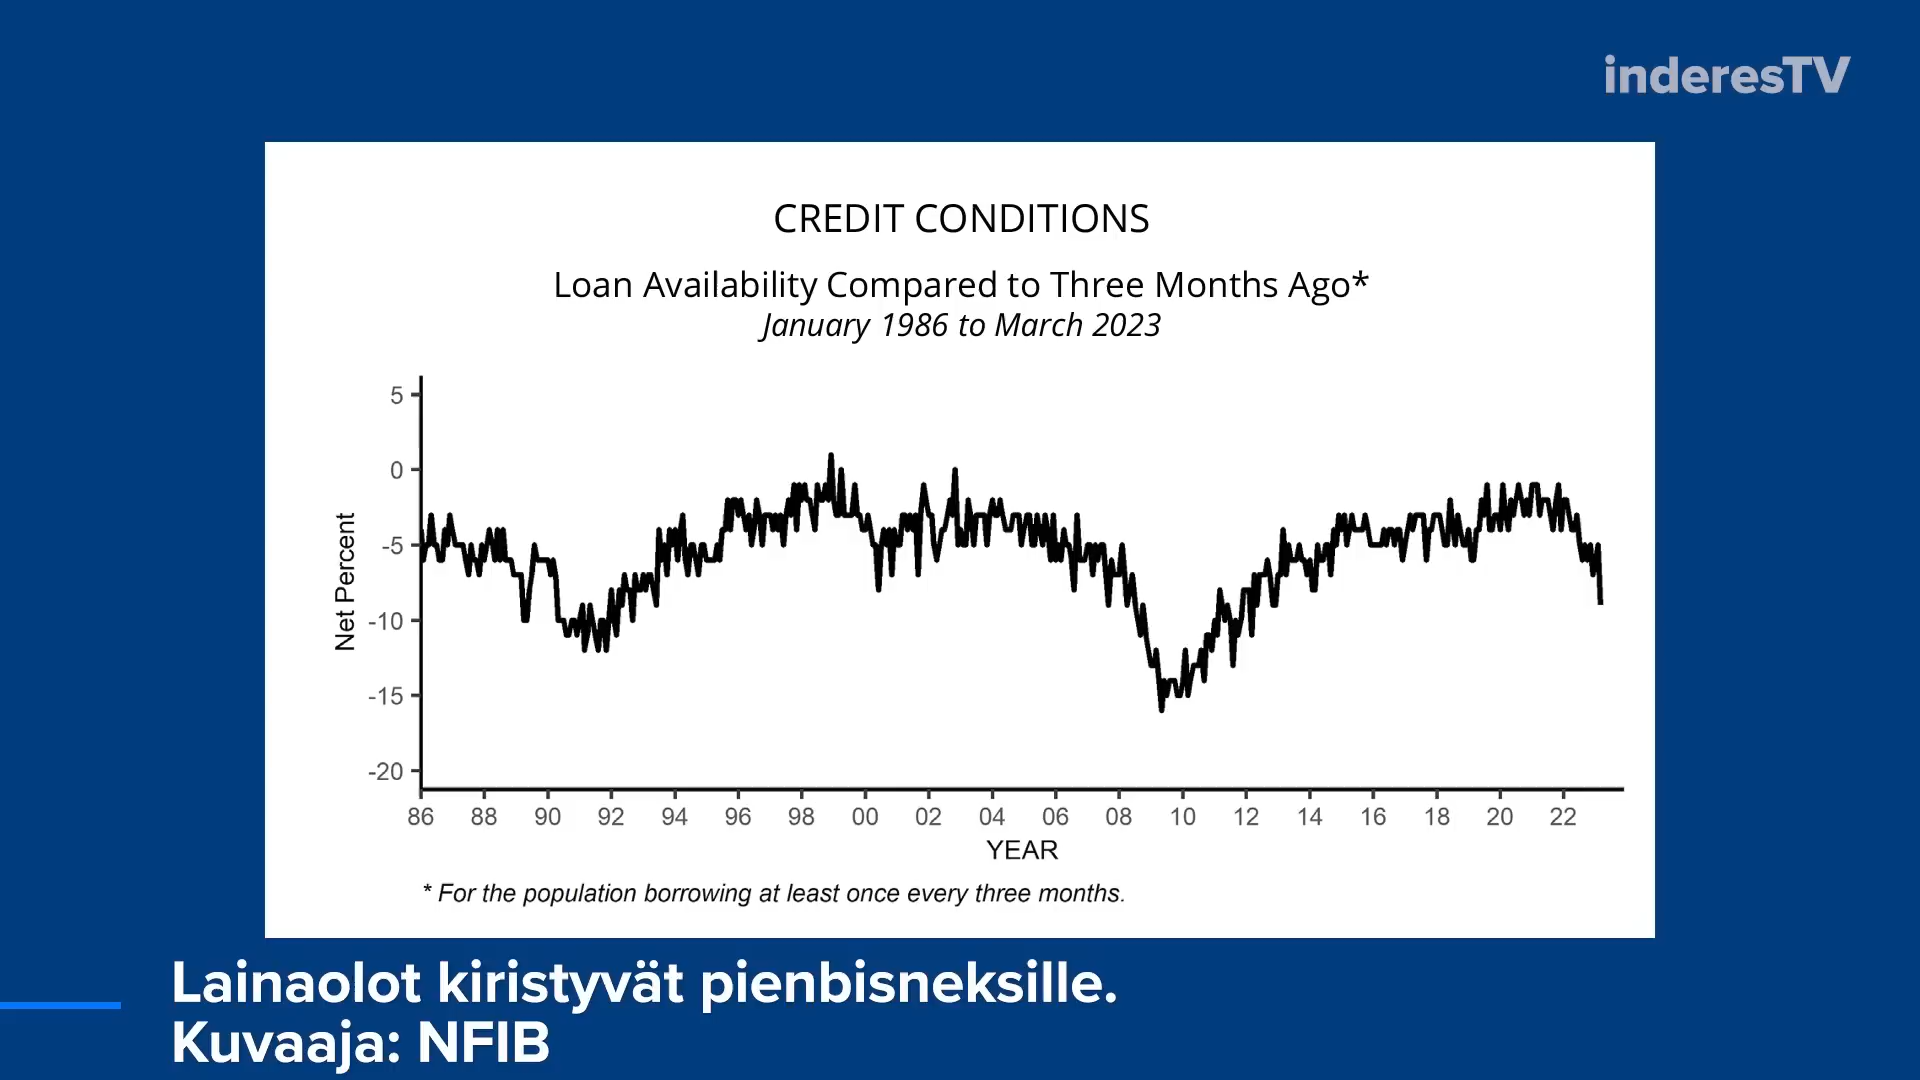 inderesTV
CREDIT CONDITIONS
Loan Availability Compared to Three Months Ago*
January 1986 to March 2023
5
0
-5
-10
-15
-20
Net Percent
86 88 90 92 94 96 98 00 02 04 06 08 10 12 14 16 18 20 22
YEAR
* For the population borrowing at least once every three months.
Lainaolot kiristyvät pienbisneksille.
Kuvaaja: NFIB